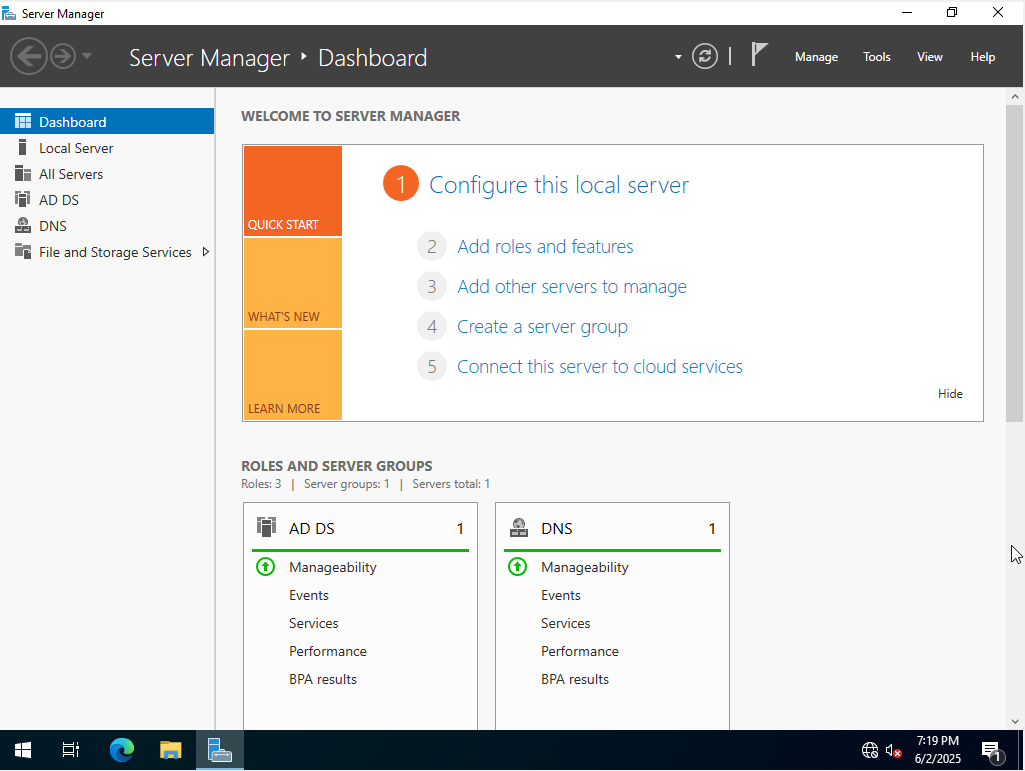 Server Manager
Server Manager ‣ Dashboard
Manage Tools View Help
Dashboard
Local Server
All Servers
AD DS
DNS
File and Storage Services
WELCOME TO SERVER MANAGER
QUICK START
WHAT'S NEW
LEARN MORE
1 Configure this local server
2 Add roles and features
3 Add other servers to manage
4 Create a server group
5 Connect this server to cloud services
Hide
ROLES AND SERVER GROUPS
Roles: 3 | Server groups: 1 | Servers total: 1
AD DS 1
Manageability
Events
Services
Performance
BPA results
DNS 1
Manageability
Events
Services
Performance
BPA results
7:19 PM
6/2/2025
1